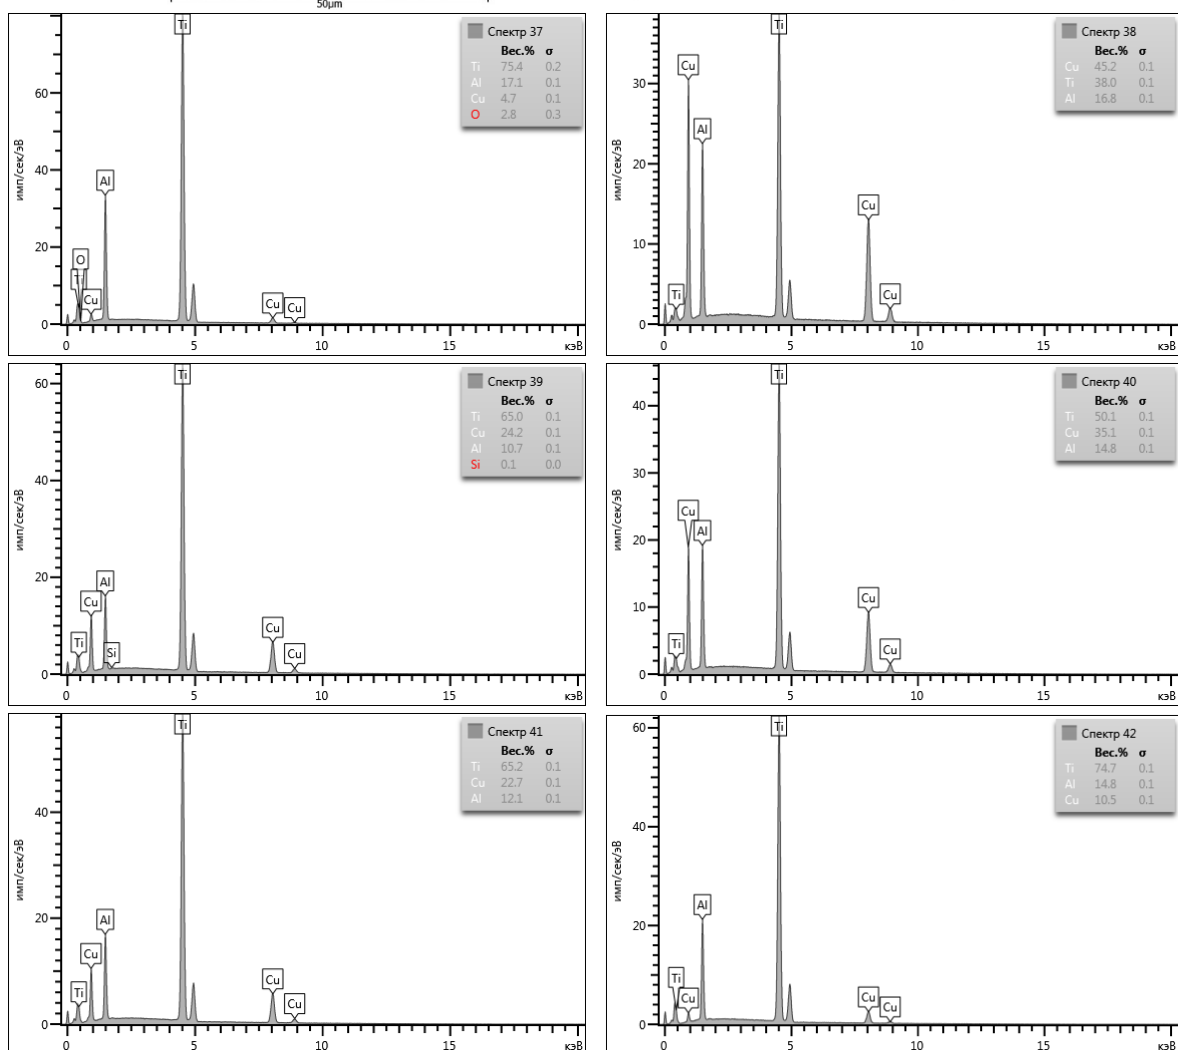 50μm
Ti
Спектр 37
Вес.% σ
Ti 75.4 0.2
Al 17.1 0.1
Cu 4.7 0.1
O 2.8 0.3
60
40
20
0
имп/сек/эВ
Al
O
Ti
Cu
Cu
Cu
0 5 10 15 кэВ
Ti
Спектр 38
Вес.% σ
Cu 45.2 0.1
Ti 38.0 0.1
Al 16.8 0.1
30
20
10
0
имп/сек/эВ
Cu
Al
Cu
Ti
Cu
0 5 10 15 кэВ
Ti
Спектр 39
Вес.% σ
Ti 65.0 0.1
Cu 24.2 0.1
Al 10.7 0.1
Si 0.1 0.0
60
40
20
0
имп/сек/эВ
Al
Cu
Ti
Si
Cu
Cu
0 5 10 15 кэВ
Ti
Спектр 40
Вес.% σ
Ti 50.1 0.1
Cu 35.1 0.1
Al 14.8 0.1
40
30
20
10
0
имп/сек/эВ
Cu
Al
Cu
Ti
Cu
0 5 10 15 кэВ
Ti
Спектр 41
Вес.% σ
Ti 65.2 0.1
Cu 22.7 0.1
Al 12.1 0.1
40
20
0
имп/сек/эВ
Al
Cu
Ti
Cu
Cu
0 5 10 15 кэВ
Ti
Спектр 42
Вес.% σ
Ti 74.7 0.1
Al 14.8 0.1
Cu 10.5 0.1
60
40
20
0
имп/сек/эВ
Al
Ti
Cu
Cu
Cu
0 5 10 15 кэВ